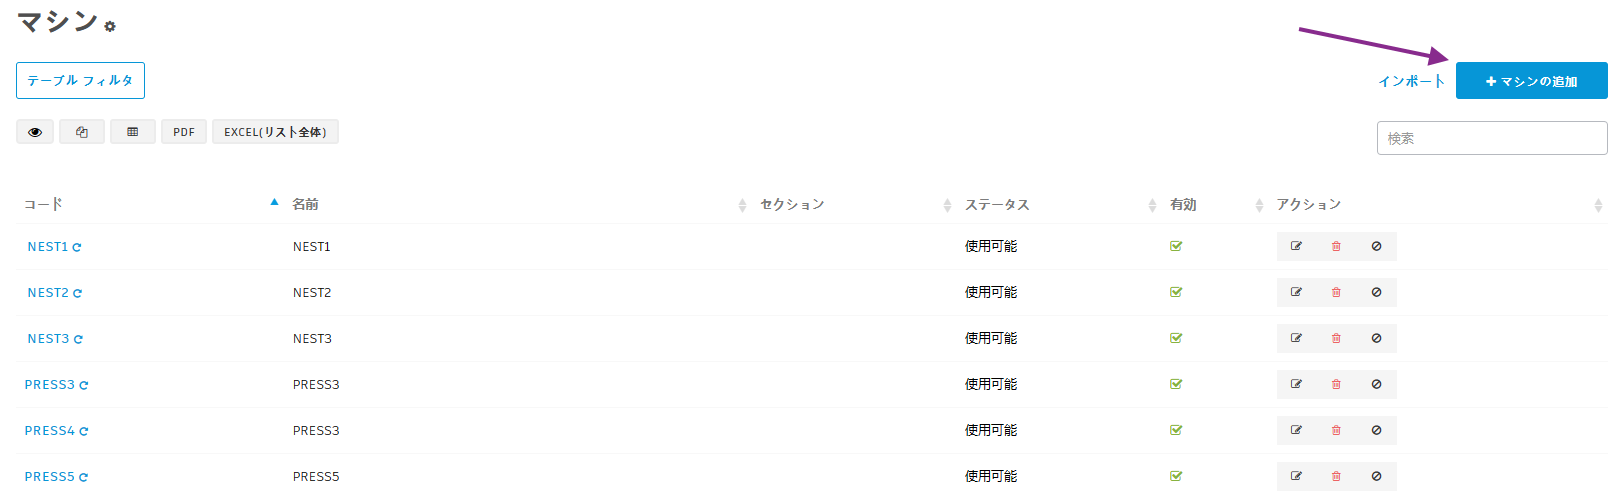 マシン
テーブル フィルタ
インポート マシンの追加
PDF EXCEL(リスト全体)
検索
コード 名前 セクション ステータス 有効 アクション
NEST1 NEST1 使用可能
NEST2 NEST2 使用可能
NEST3 NEST3 使用可能
PRESS3 PRESS3 使用可能
PRESS4 PRESS3 使用可能
PRESS5 PRESS5 使用可能